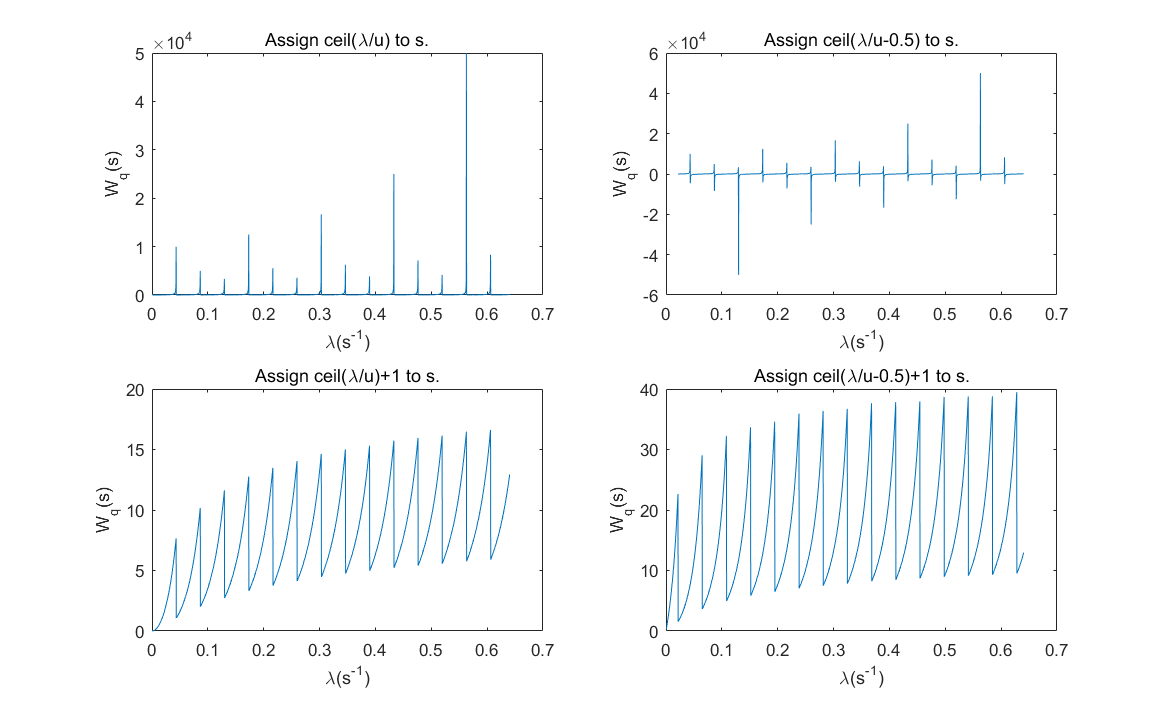 Assign ceil(λ/u) to s.
×10⁴
5
4
3
2
1
0
W_q(s)
0 0.1 0.2 0.3 0.4 0.5 0.6 0.7
λ(s⁻¹)
Assign ceil(λ/u-0.5) to s.
×10⁴
6
4
2
0
-2
-4
-6
W_q(s)
0 0.1 0.2 0.3 0.4 0.5 0.6 0.7
λ(s⁻¹)
Assign ceil(λ/u)+1 to s.
20
15
10
5
0
W_q(s)
0 0.1 0.2 0.3 0.4 0.5 0.6 0.7
λ(s⁻¹)
Assign ceil(λ/u-0.5)+1 to s.
40
30
20
10
0
W_q(s)
0 0.1 0.2 0.3 0.4 0.5 0.6 0.7
λ(s⁻¹)